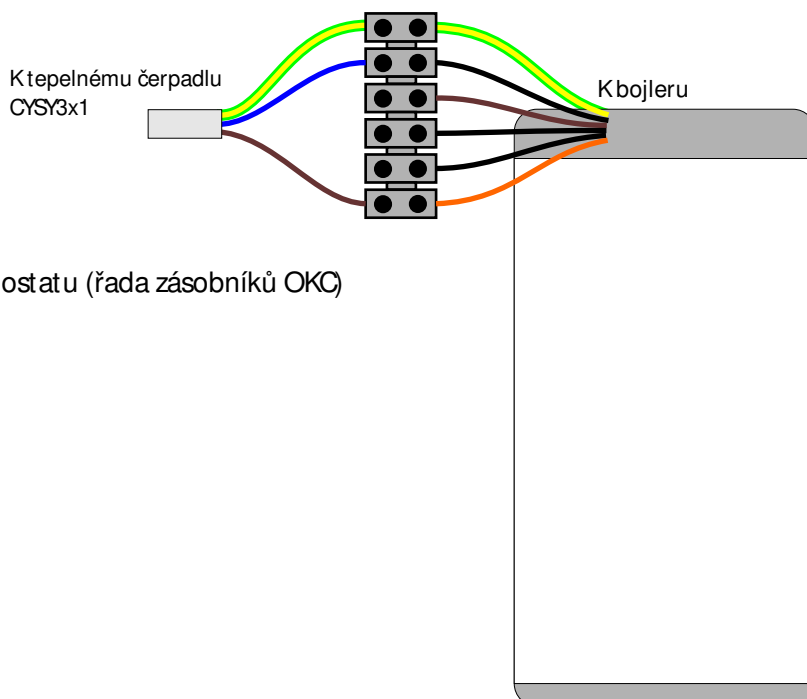 K tepelnému čerpadlu
CYSY3x1
K bojleru
ostatu (řada zásobníků OKC)